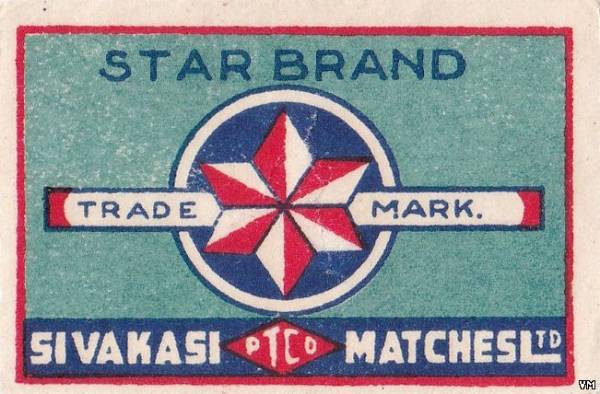 STAR BRAND
TRADE MARK.
SIVAKASI PTCO MATCHES LTD
VM